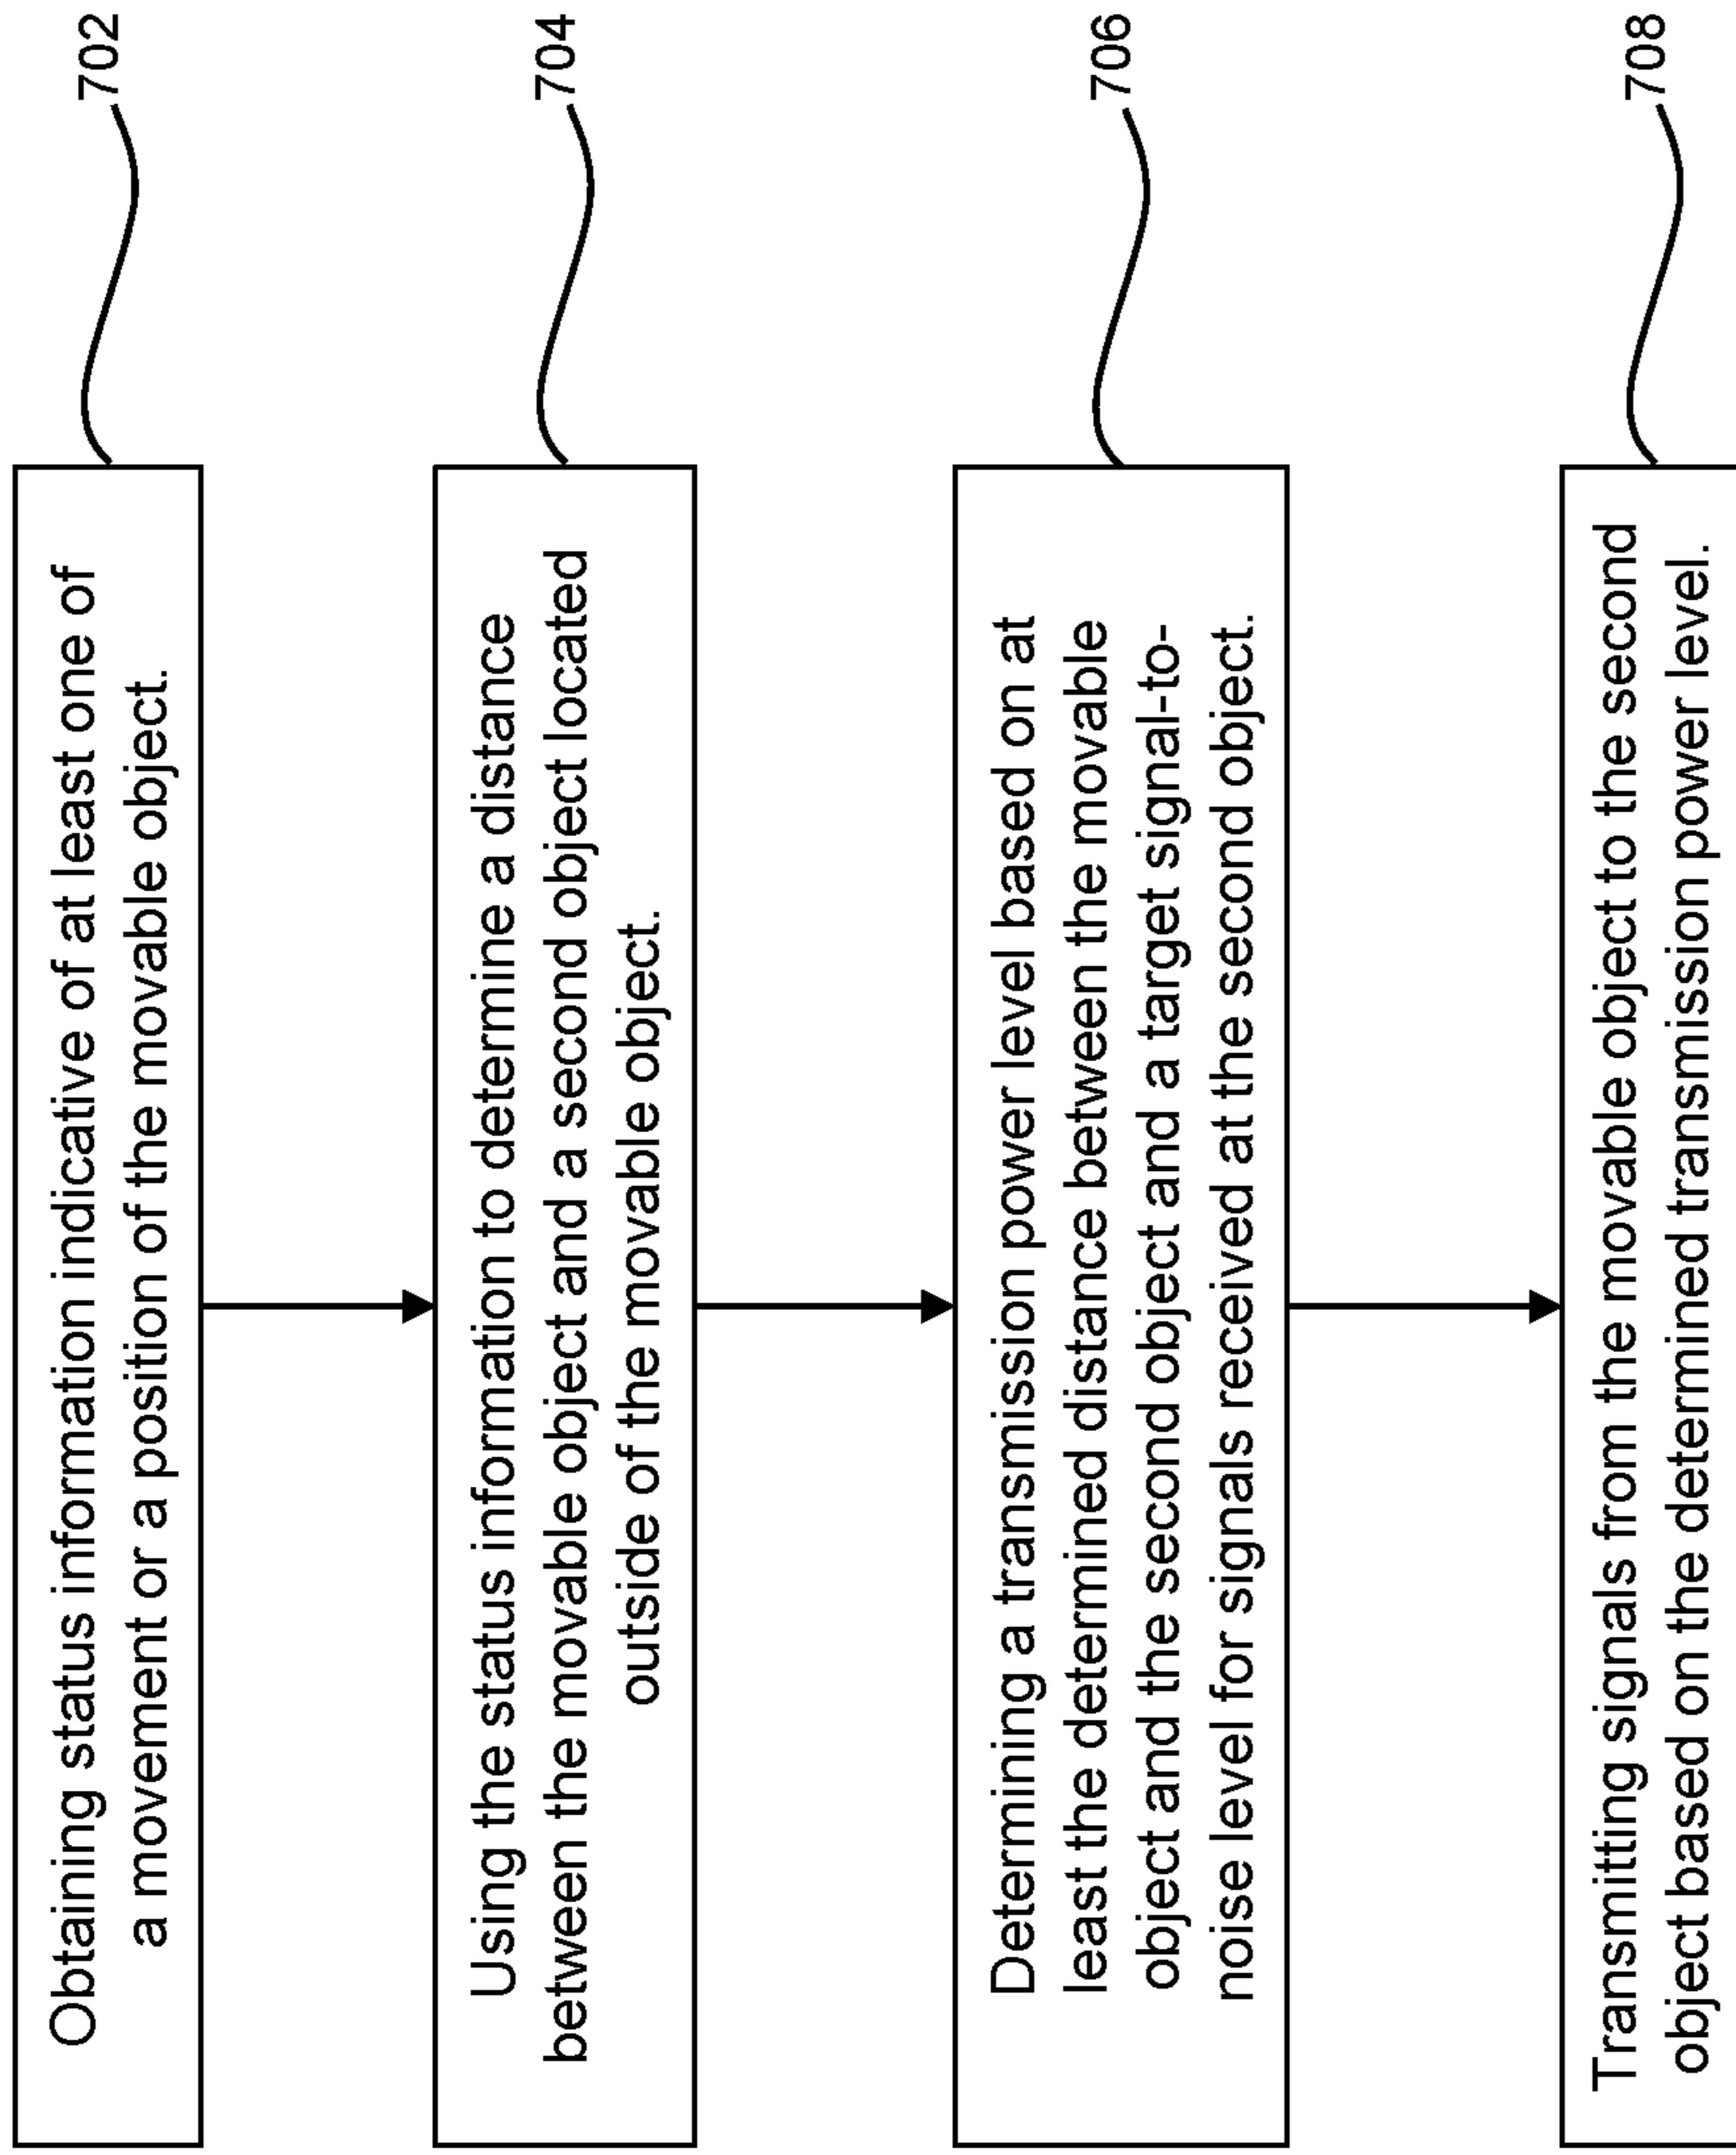 Obtaining status information indicative of at least one of
a movement or a position of the movable object.
702
Using the status information to determine a distance
between the movable object and a second object located
outside of the movable object.
704
Determining a transmission power level based on at
least the determined distance between the movable
object and the second object and a target signal-to-
noise level for signals received at the second object.
706
Transmitting signals from the movable object to the second
object based on the determined transmission power level.
708